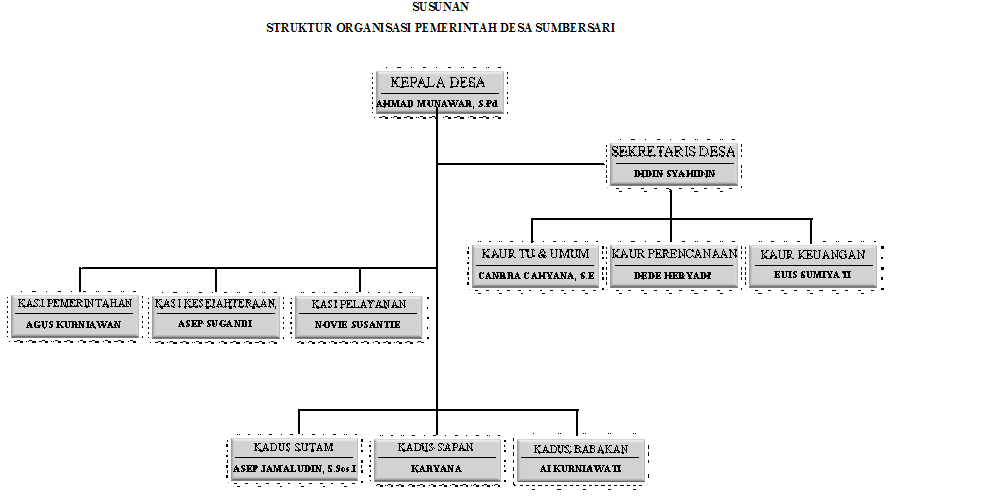 SUSUNAN
STRUKTUR ORGANISASI PEMERINTAH DESA SUMBERSARI
KEPALA DESA
AHMAD MUNAWAR, S.Pd
SEKRETARIS DESA
DIDIN SYAHIDIN
KAUR TU & UMUM
CANDRA CAHYANA, S.E
KAUR PERENCANAAN
DEDE HERYADI
KAUR KEUANGAN
EUIS SUMIYATI
KASI PEMERINTAHAN
AGUS KURNIAWAN
KASI KESEJAHTERAAN
ASEP SUGANDI
KASI PELAYANAN
NOVIE SUSANTIE
KADUS SUTAM
ASEP JAMALUDIN, S.Sos.I
KADUS SAPAN
KARYANA
KADUS BABAKAN
AI KURNIAWATI